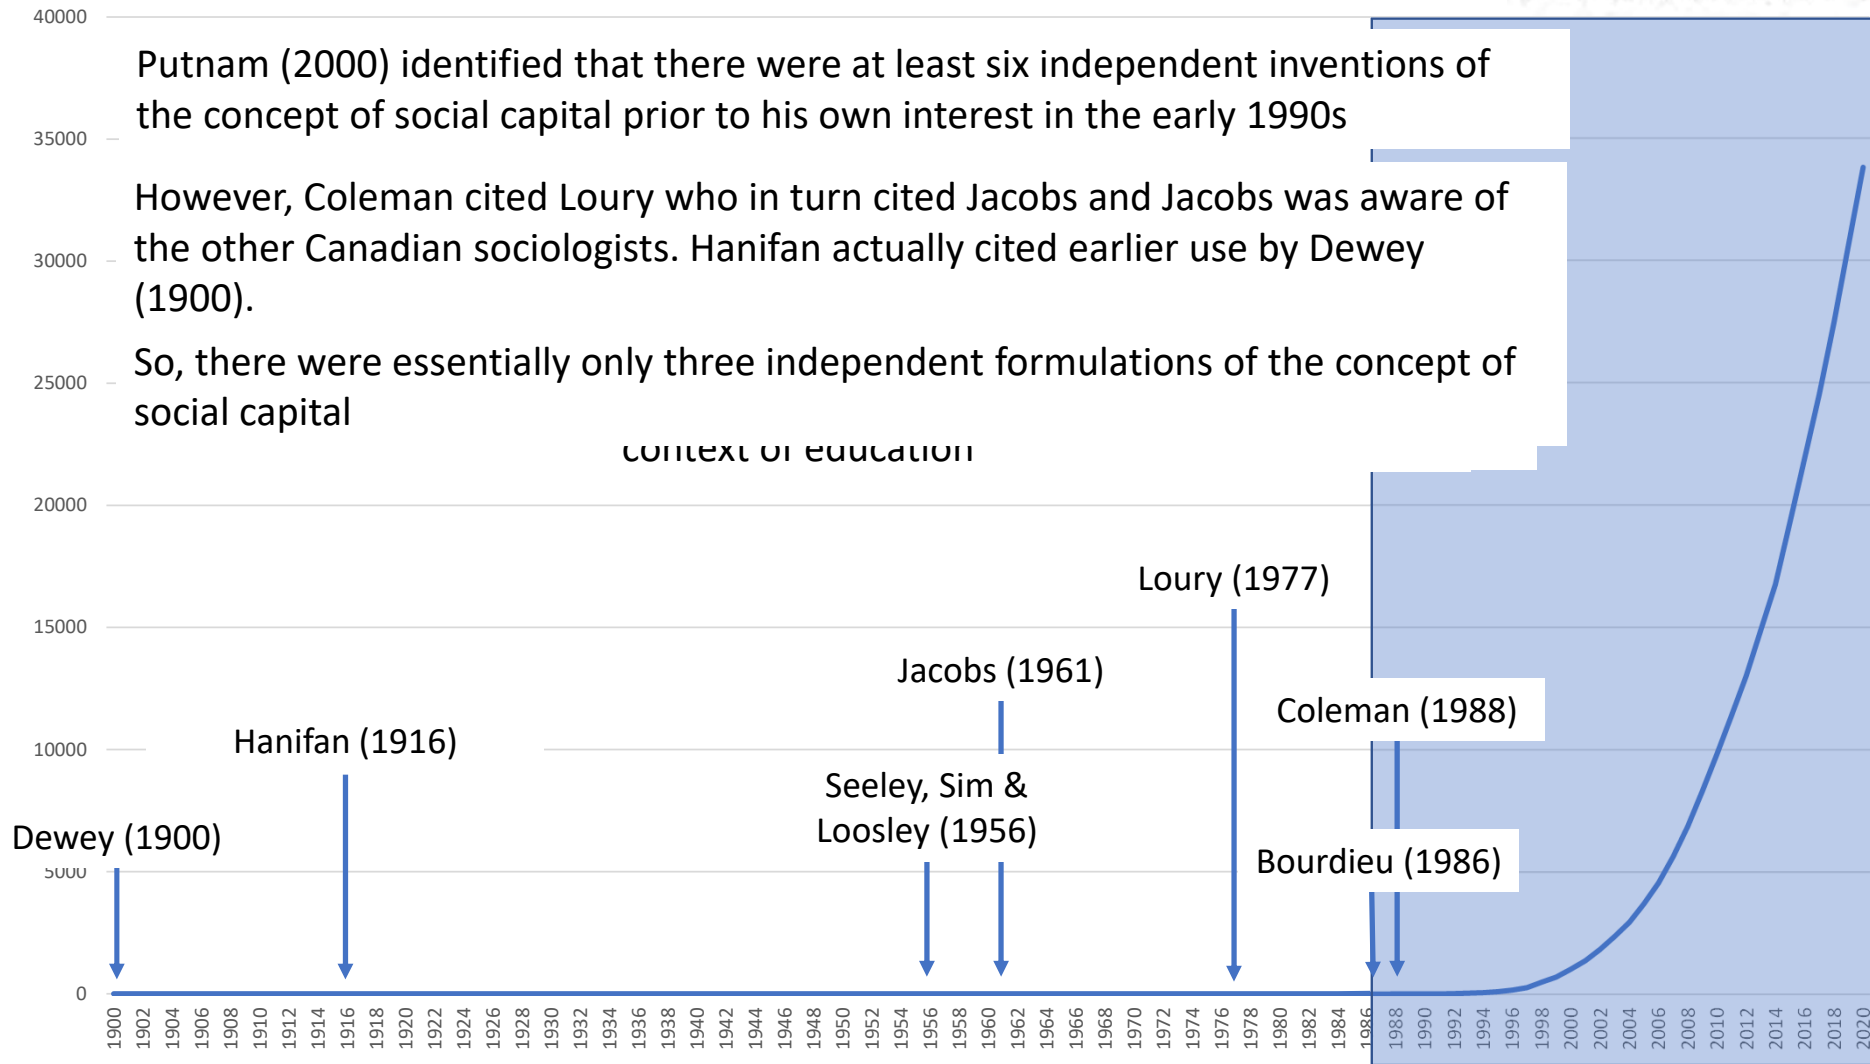 40000
Putnam (2000) identified that there were at least six independent inventions of
the concept of social capital prior to his own interest in the early 1990s
35000
However, Coleman cited Loury who in turn cited Jacobs and Jacobs was aware of
the other Canadian sociologists. Hanifan actually cited earlier use by Dewey
30000
(1900).
So, there were essentially only three independent formulations of the concept of
25000
social capital
context of education
20000
Loury (1977)
15000
Jacobs (1961)
Coleman (1988)
10000
Hanifan (1916)
Seeley, Sim &
Loosley (1956)
Dewey (1900)
Bourdieu (1986)
5000
0
1900 1902 1904 1906 1908 1910 1912 1914 1916 1918 1920 1922 1924 1926 1928 1930 1932 1934 1936 1938 1940 1942 1944 1946 1948 1950 1952 1954 1956 1958 1960 1962 1964 1966 1968 1970 1972 1974 1976 1978 1980 1982 1984 1986 1988 1990 1992 1994 1996 1998 2000 2002 2004 2006 2008 2010 2012 2014 2016 2018 2020